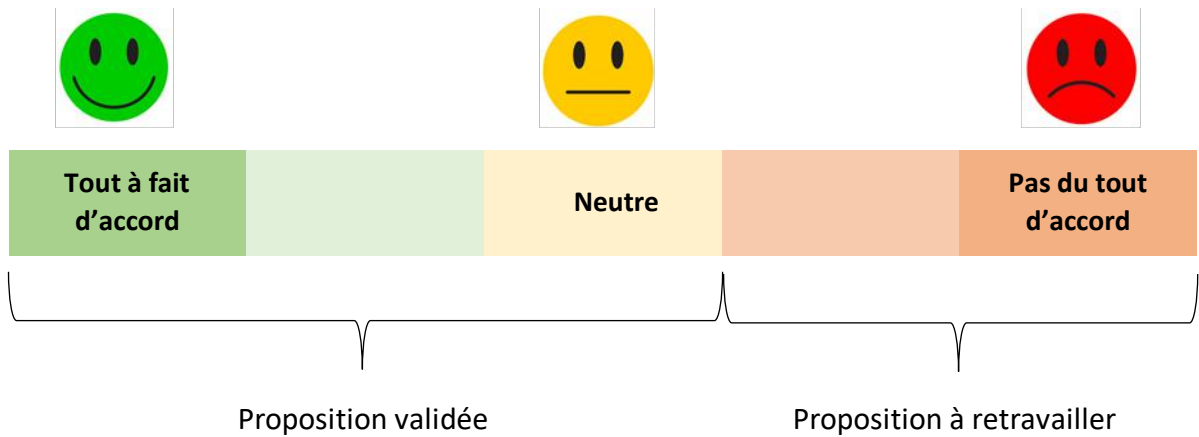 Tout à fait
d’accord
Neutre
Pas du tout
d’accord
Proposition validée
Proposition à retravailler